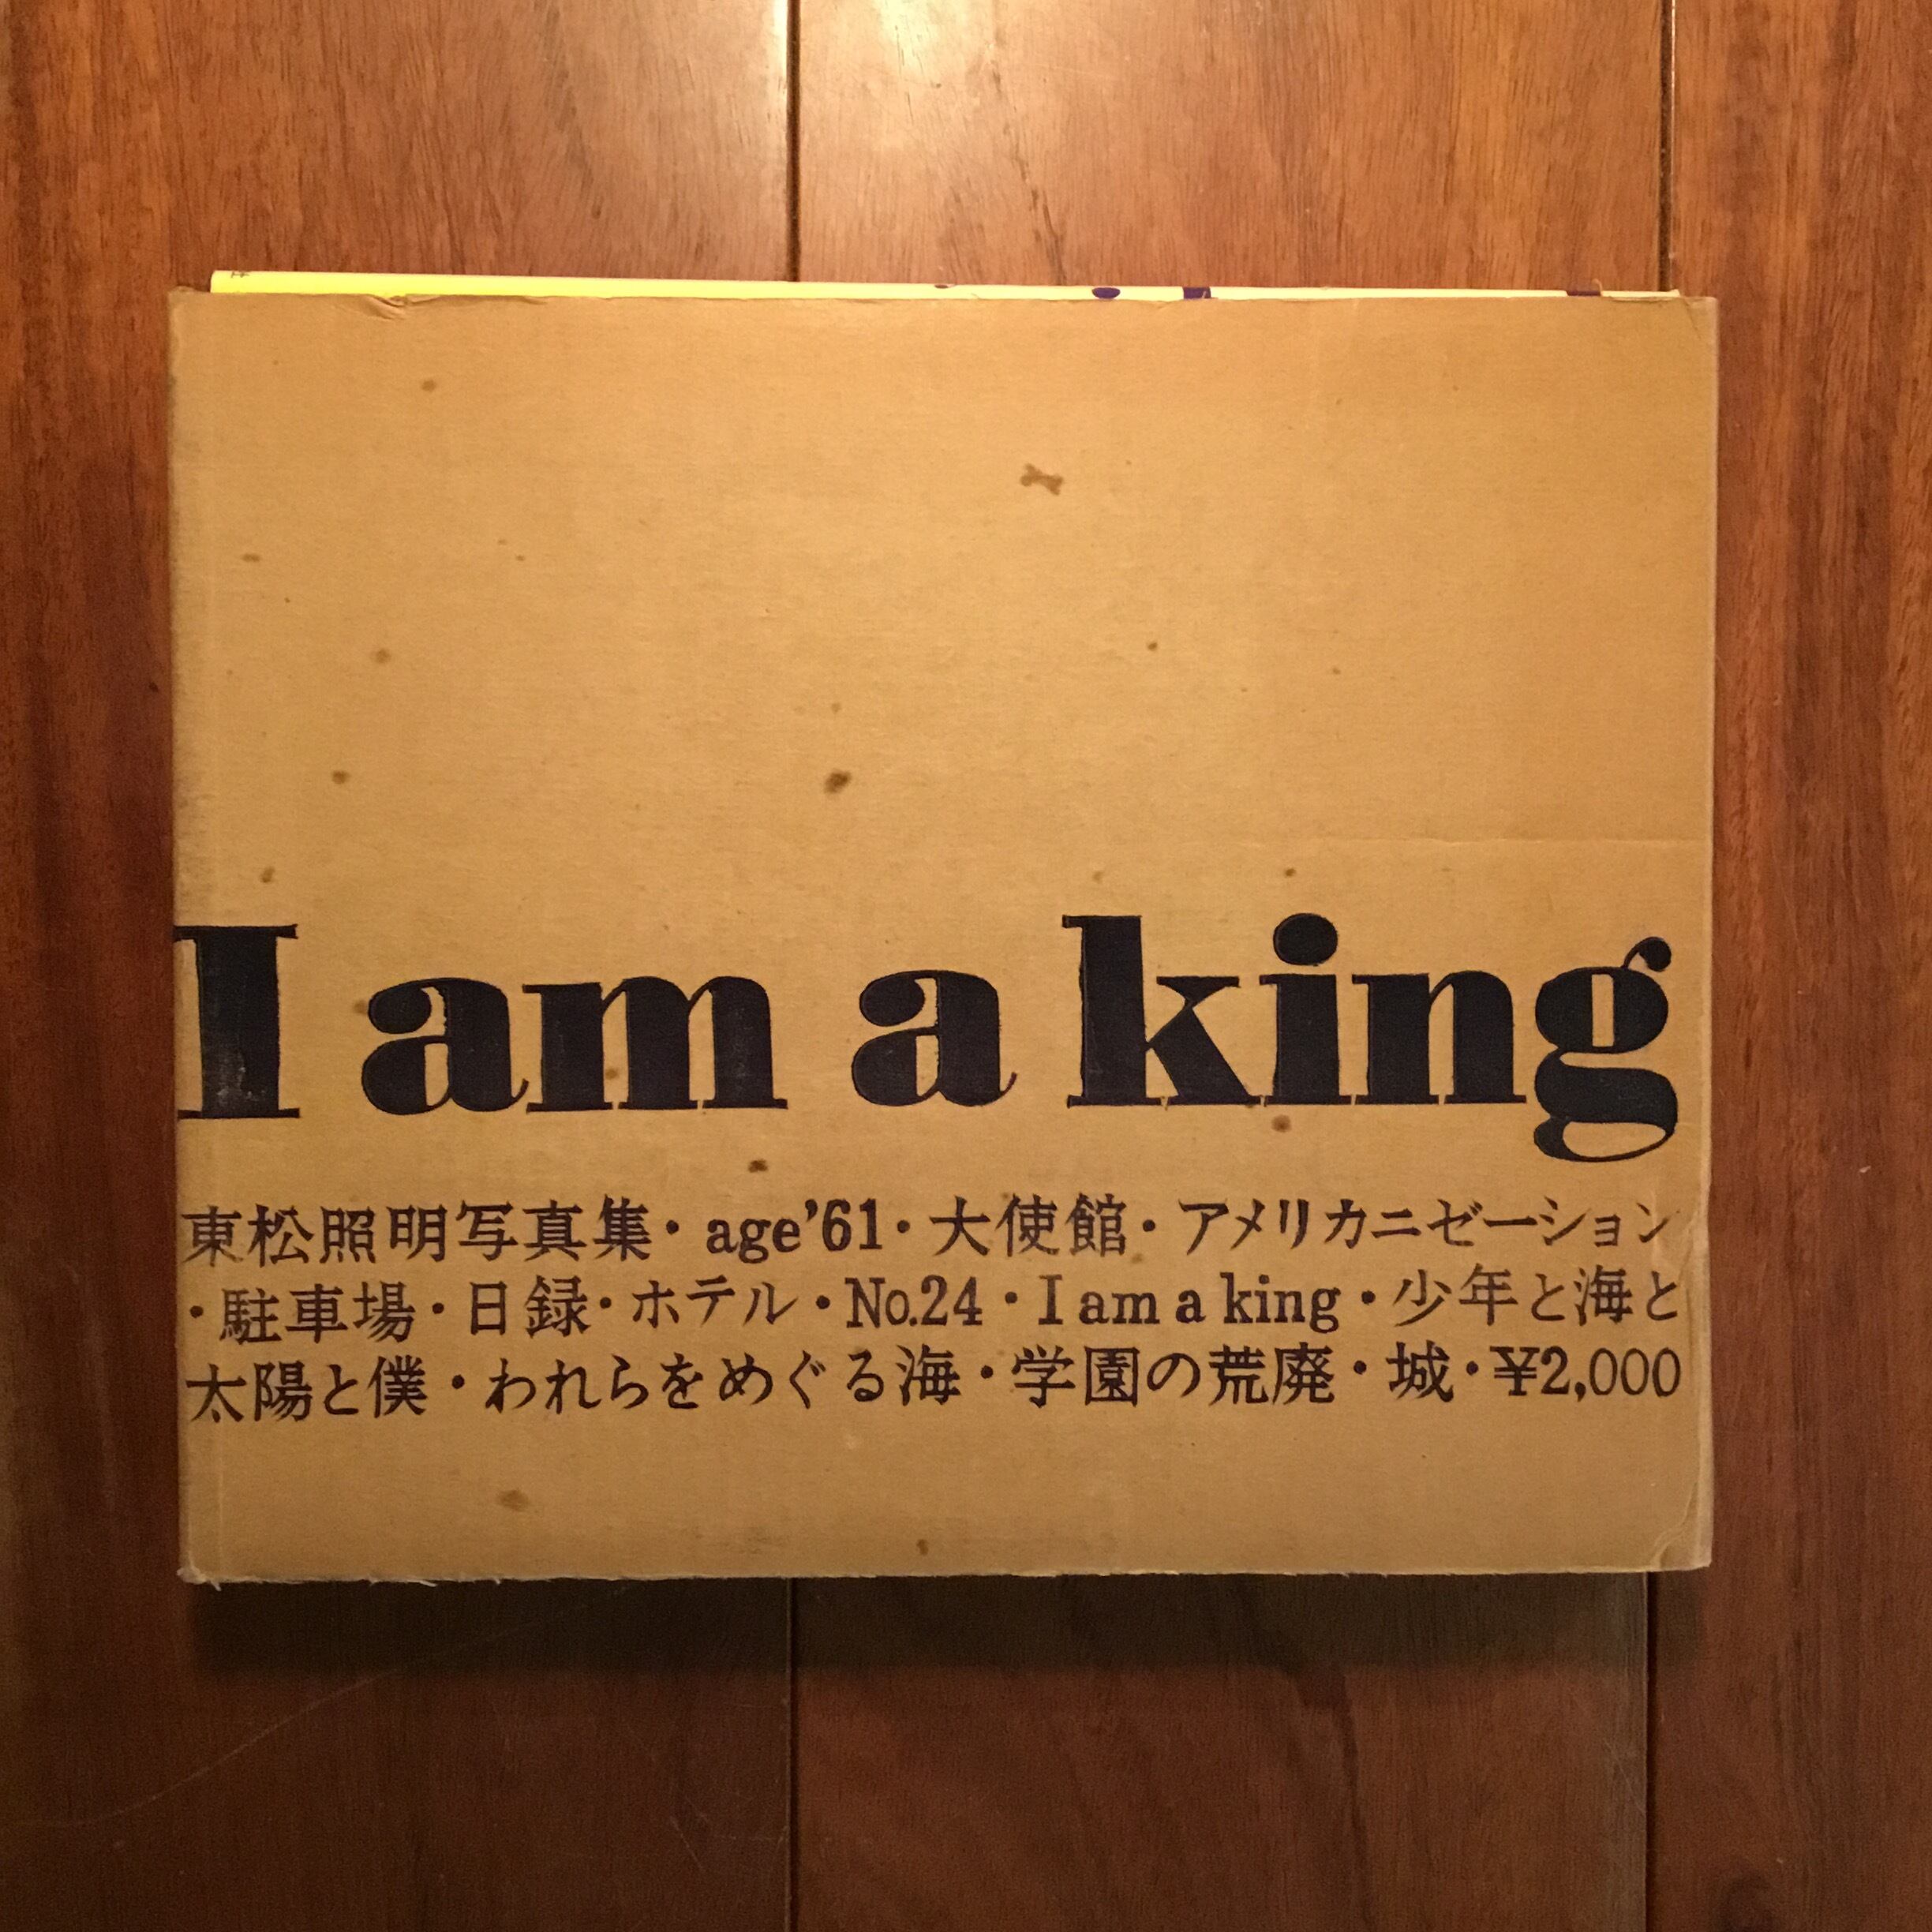 I am a king
東松照明写真集・age'61・大使館・アメリカニゼーション
・駐車場・日録・ホテル・No.24・I am a king・少年と海と
太陽と僕・われらをめぐる海・学園の荒廃・城・¥2,000